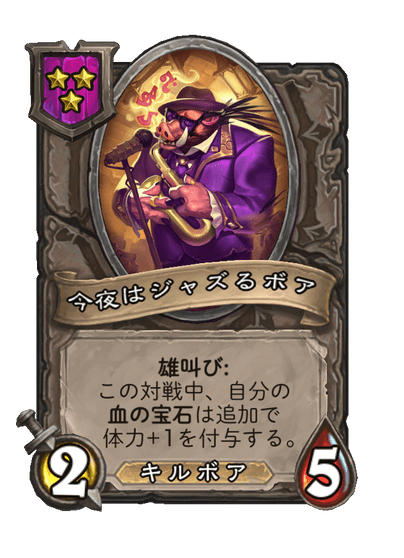 今夜はジャズるボア
雄叫び:
この対戦中、自分の
血の宝石は追加で
体力+1を付与する。
キルボア
2
5